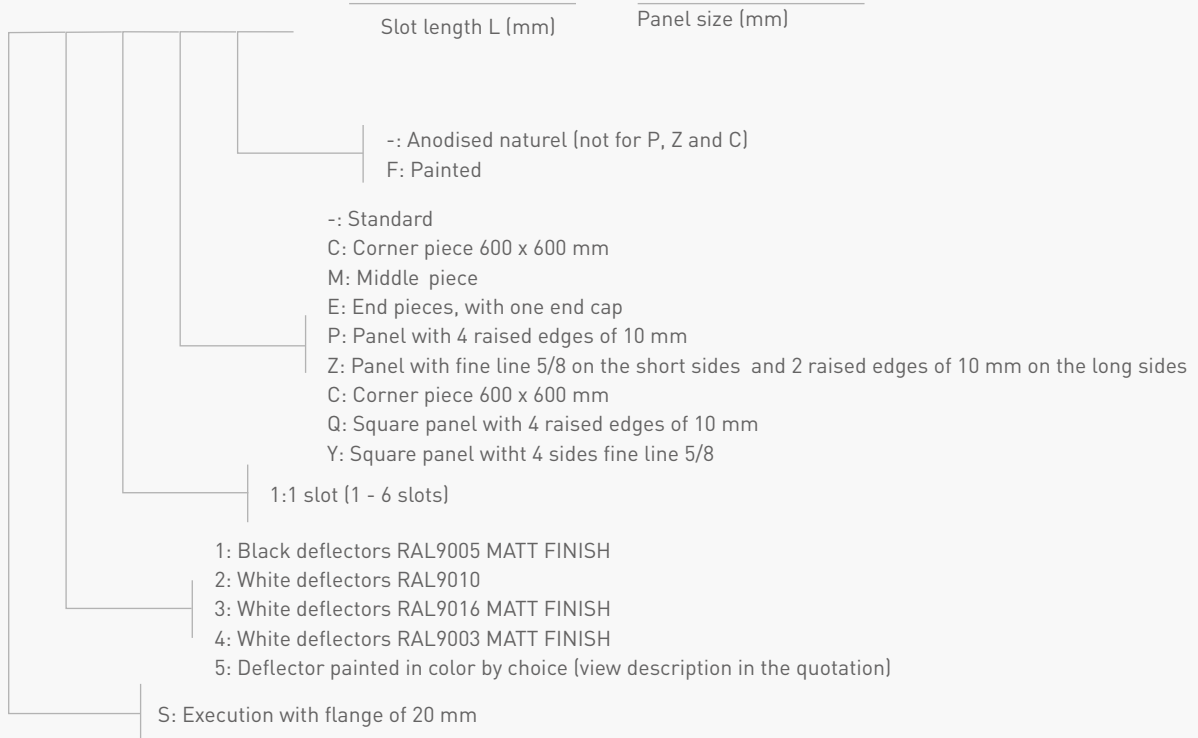 Slot length L (mm)
Panel size (mm)
-: Anodised naturel (not for P, Z and C)
F: Painted
-: Standard
C: Corner piece 600 x 600 mm
M: Middle piece
E: End pieces, with one end cap
P: Panel with 4 raised edges of 10 mm
Z: Panel with fine line 5/8 on the short sides and 2 raised edges of 10 mm on the long sides
C: Corner piece 600 x 600 mm
Q: Square panel with 4 raised edges of 10 mm
Y: Square panel witht 4 sides fine line 5/8
1:1 slot (1 - 6 slots)
1: Black deflectors RAL9005 MATT FINISH
2: White deflectors RAL9010
3: White deflectors RAL9016 MATT FINISH
4: White deflectors RAL9003 MATT FINISH
5: Deflector painted in color by choice (view description in the quotation)
S: Execution with flange of 20 mm